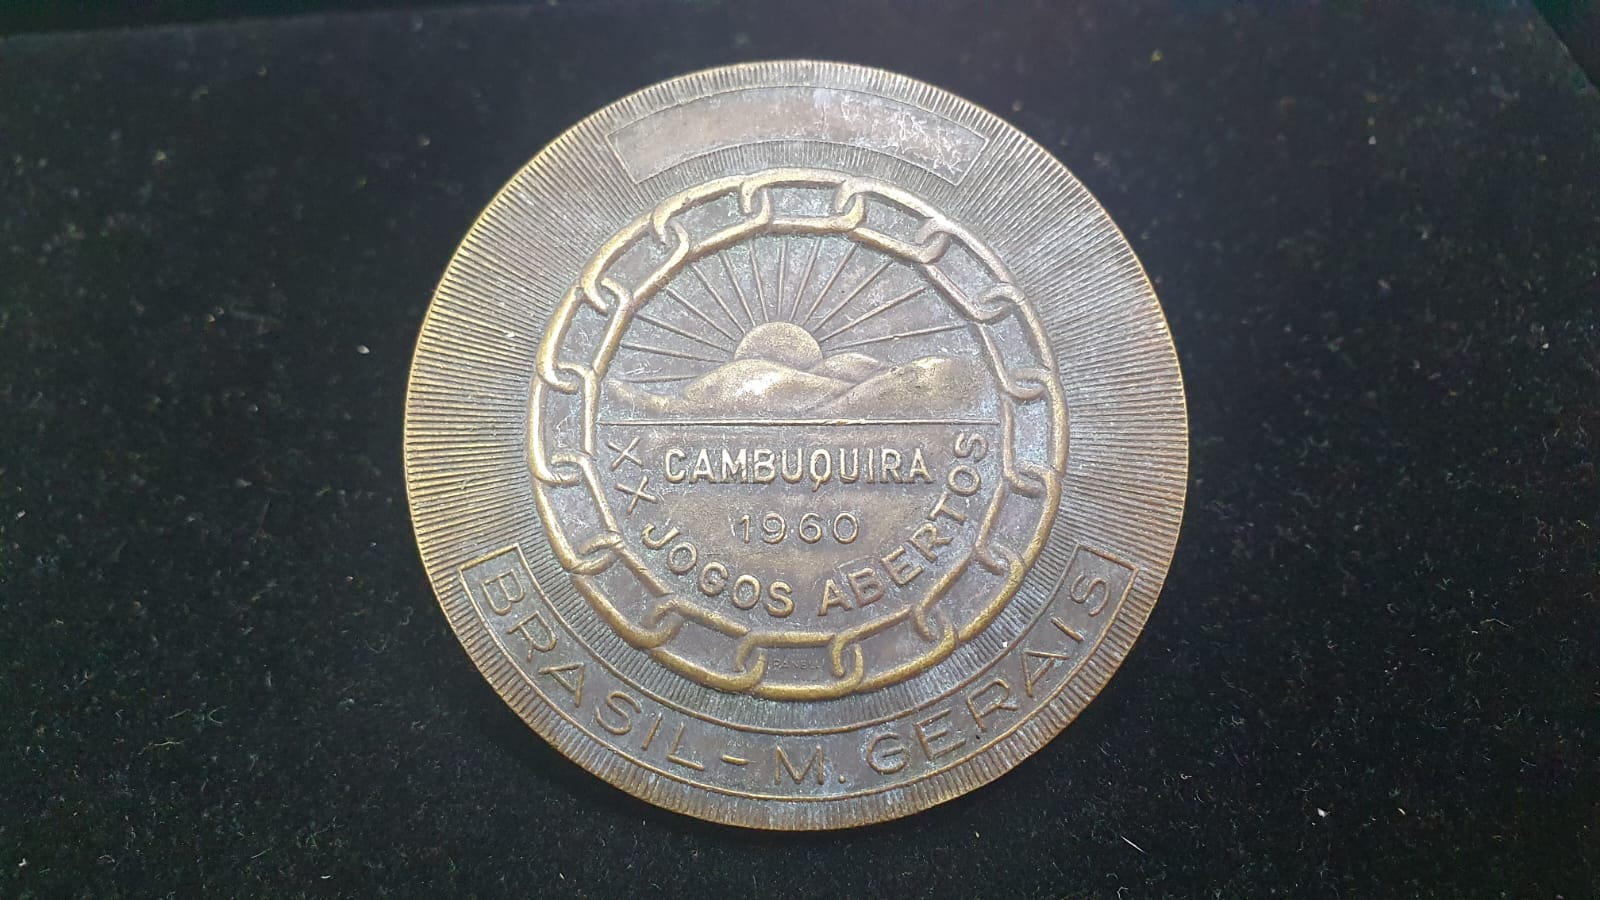 CAMBUQUIRA
1960
XX JOGOS ABERTOS
BRASIL - M. GERAIS